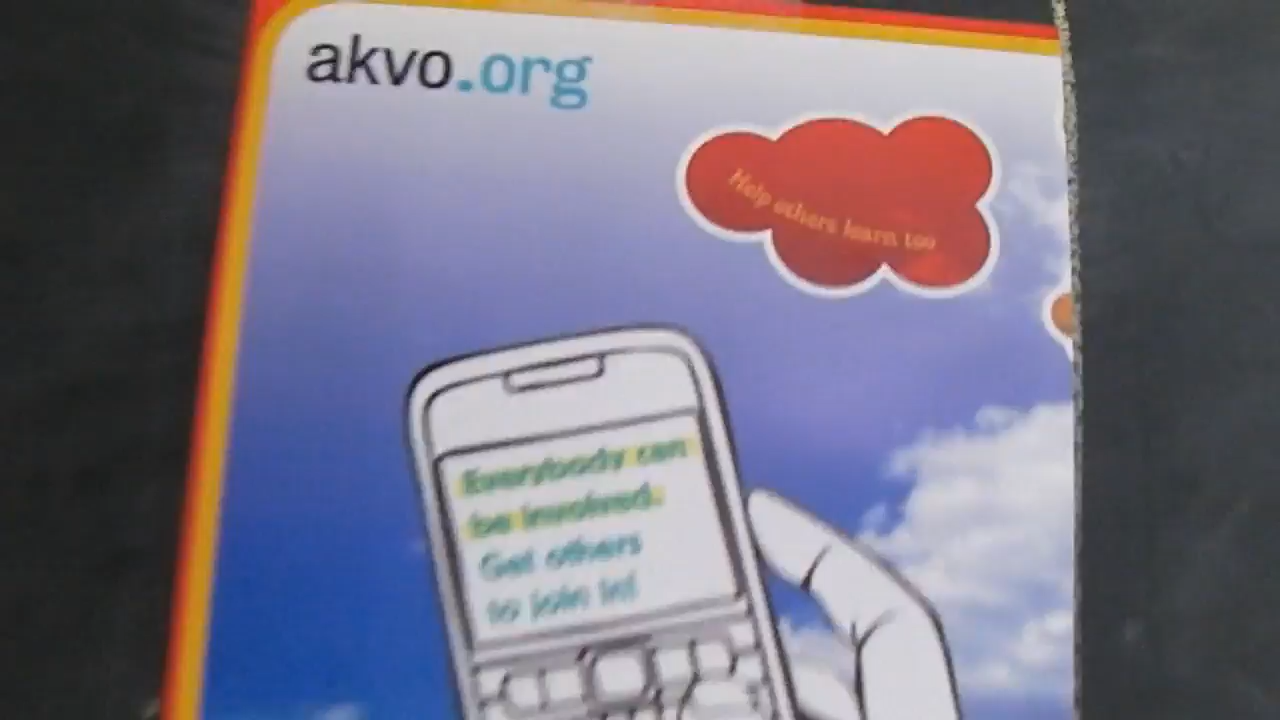 akvo.org
Help others learn too
Everybody can
be involved.
Get others
to join in!